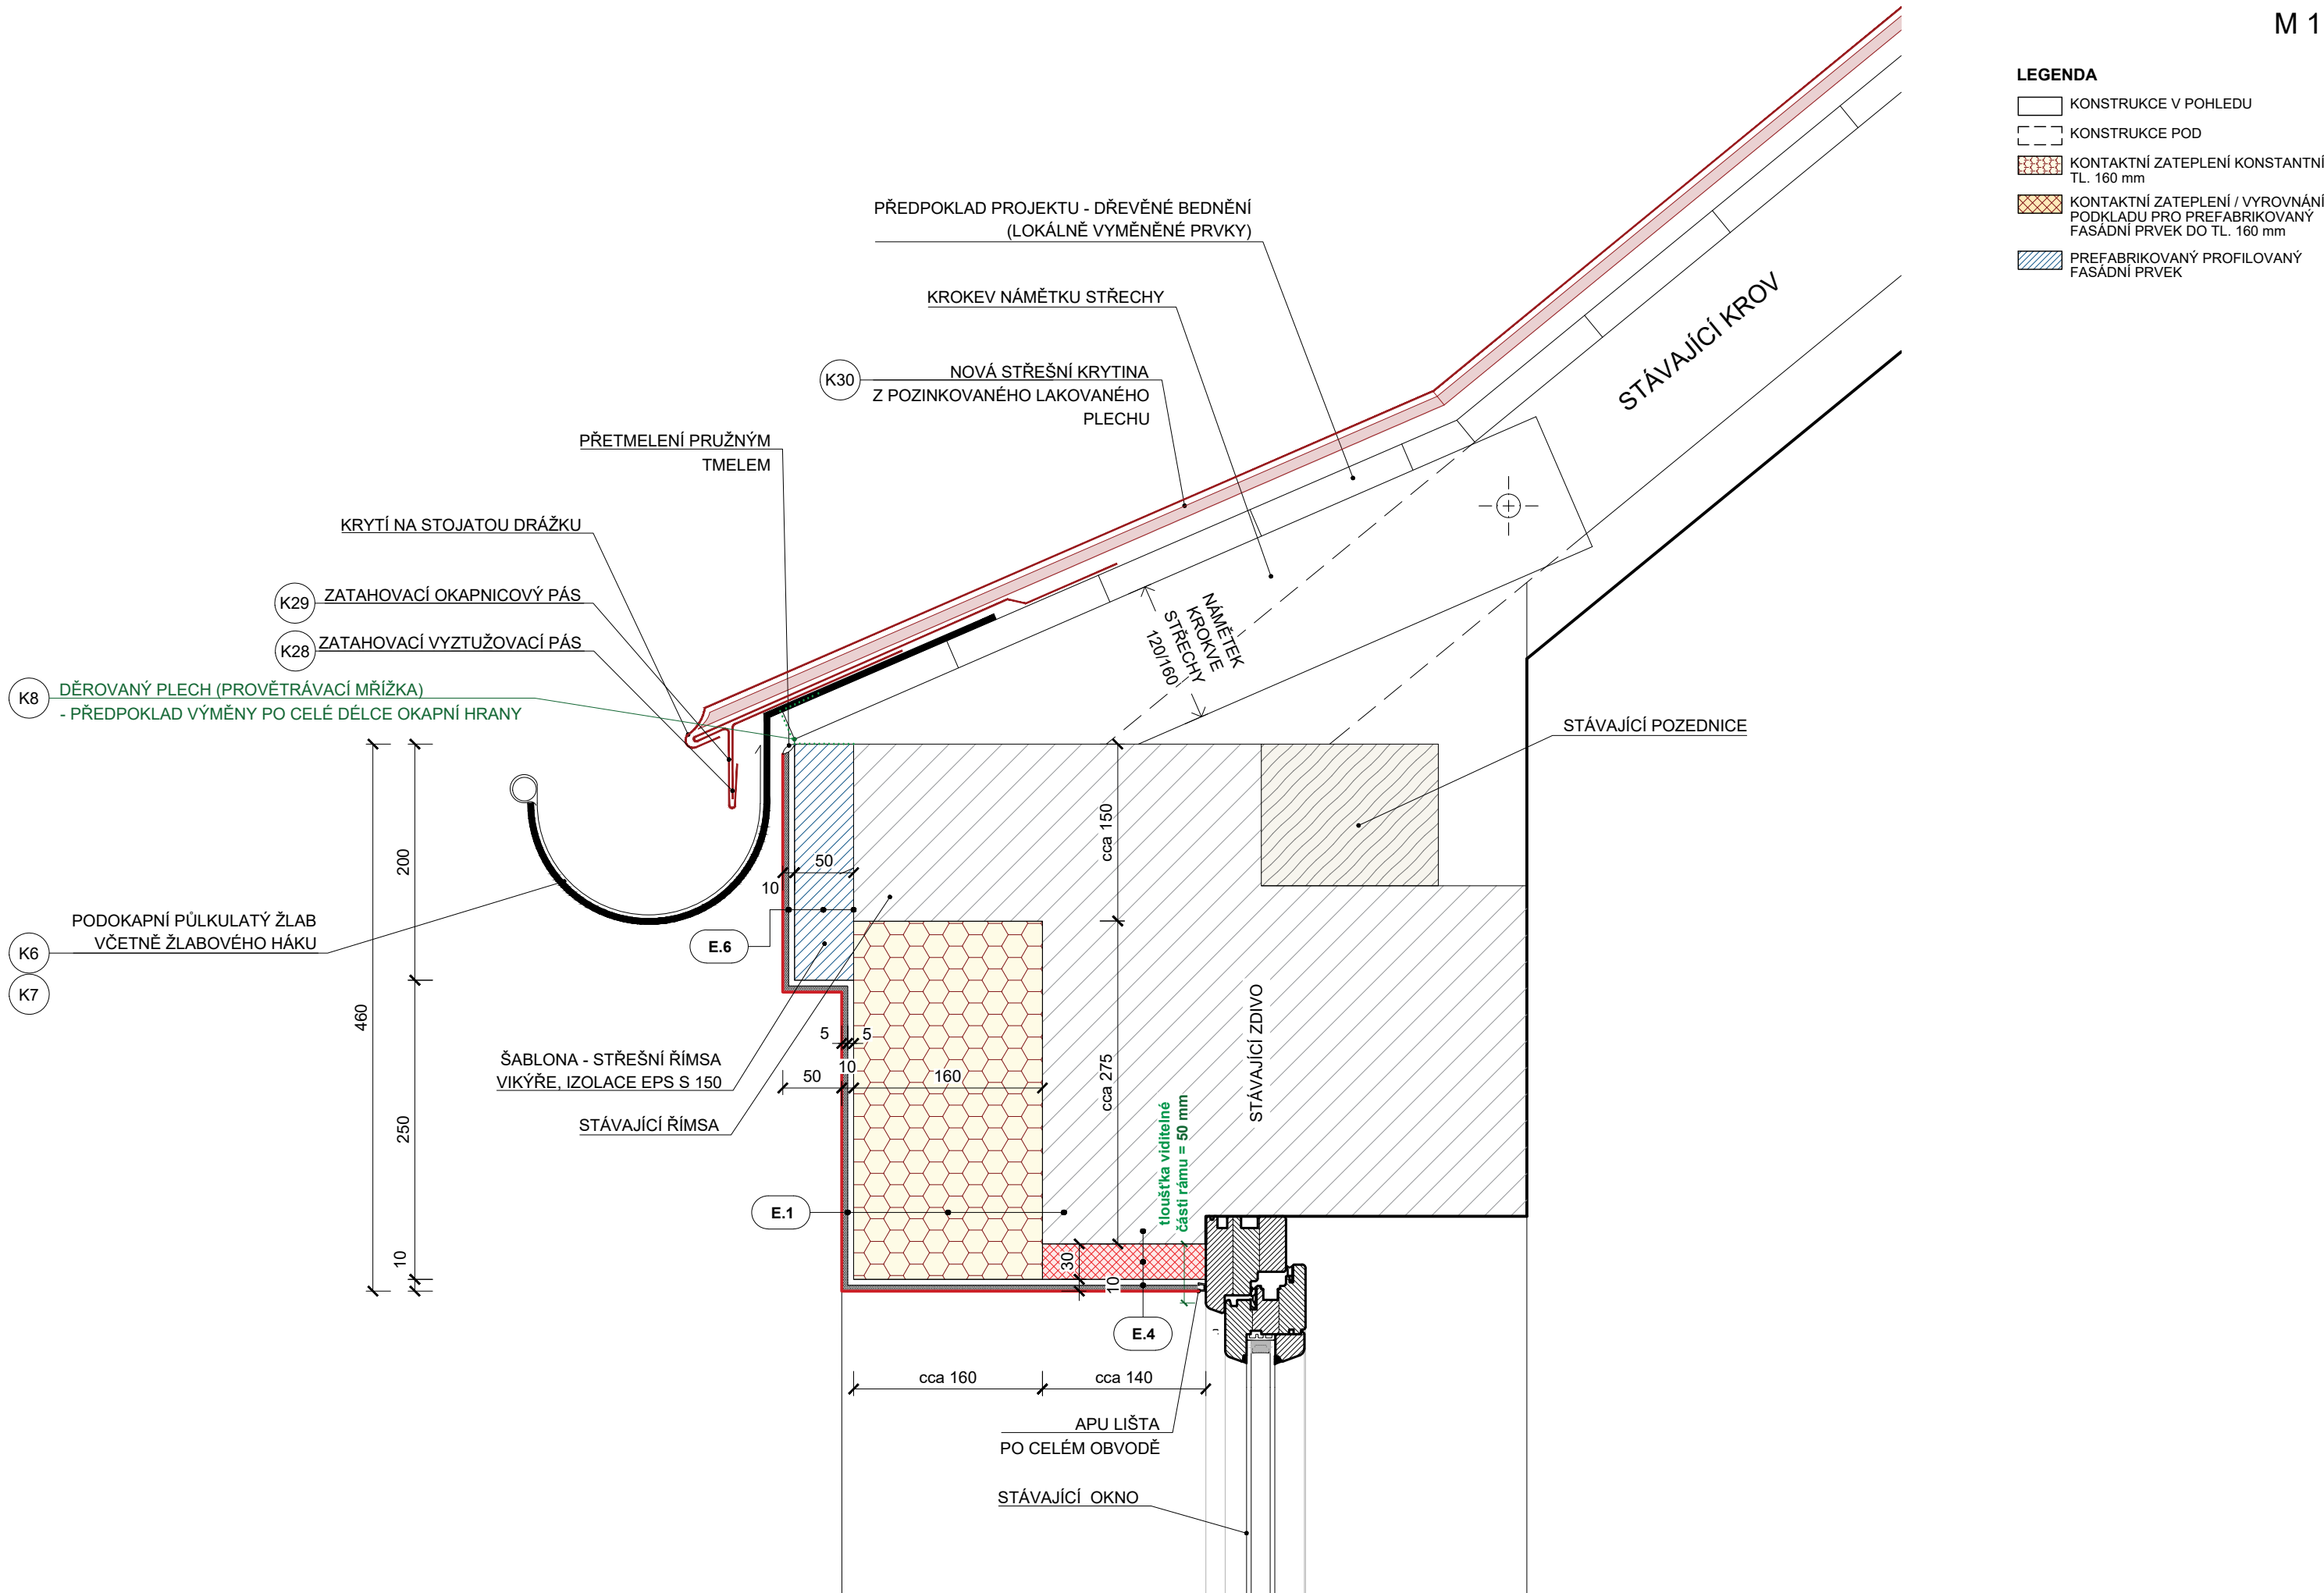 M 1
LEGENDA
KONSTRUKCE V POHLEDU
KONSTRUKCE POD
KONTAKTNÍ ZATEPLENÍ KONSTANTNÍ
TL. 160 mm
KONTAKTNÍ ZATEPLENÍ / VYROVNÁNÍ
PODKLADU PRO PREFABRIKOVANÝ
FASÁDNÍ PRVEK DO TL. 160 mm
PREFABRIKOVANÝ PROFILOVANÝ
FASÁDNÍ PRVEK
PŘEDPOKLAD PROJEKTU - DŘEVĚNÉ BEDNĚNÍ
(LOKÁLNĚ VYMĚNĚNÉ PRVKY)
KROKEV NÁMĚTKU STŘECHY
STÁVAJÍCÍ KROV
K30
NOVÁ STŘEŠNÍ KRYTINA
Z POZINKOVANÉHO LAKOVANÉHO
PLECHU
PŘETMELENÍ PRUŽNÝM
TMELEM
KRYTÍ NA STOJATOU DRÁŽKU
K29
ZATAHOVACÍ OKAPNICOVÝ PÁS
K28
ZATAHOVACÍ VYZTUŽOVACÍ PÁS
K8
DĚROVANÝ PLECH (PROVĚTRÁVACÍ MŘÍŽKA)
- PŘEDPOKLAD VÝMĚNY PO CELÉ DÉLCE OKAPNÍ HRANY
NÁMĚTEK
KROKVE
STŘECHY
120/160
STÁVAJÍCÍ POZEDNICE
cca 150
200
50
10
PODOKAPNÍ PŮLKULATÝ ŽLAB
VČETNĚ ŽLABOVÉHO HÁKU
K6
K7
E.6
460
5
5
10
50
160
ŠABLONA - STŘEŠNÍ ŘÍMSA
VIKÝŘE, IZOLACE EPS S 150
STÁVAJÍCÍ ŘÍMSA
cca 275
STÁVAJÍCÍ ZDIVO
250
tloušťka viditelné
části rámu = 50 mm
E.1
10
30
10
E.4
cca 160
cca 140
APU LIŠTA
PO CELÉM OBVODĚ
STÁVAJÍCÍ OKNO